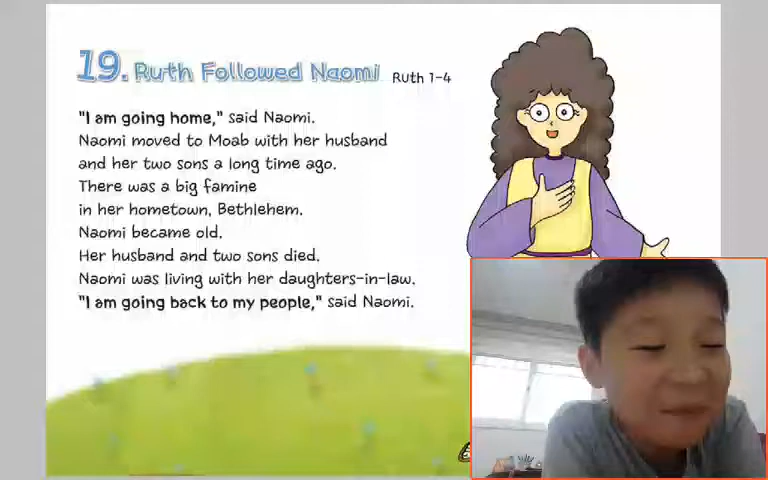 19. Ruth Followed Naomi Ruth 1-4
"I am going home," said Naomi.
Naomi moved to Moab with her husband
and her two sons a long time ago.
There was a big famine
in her hometown, Bethlehem.
Naomi became old.
Her husband and two sons died.
Naomi was living with her daughters-in-law.
"I am going back to my people," said Naomi.